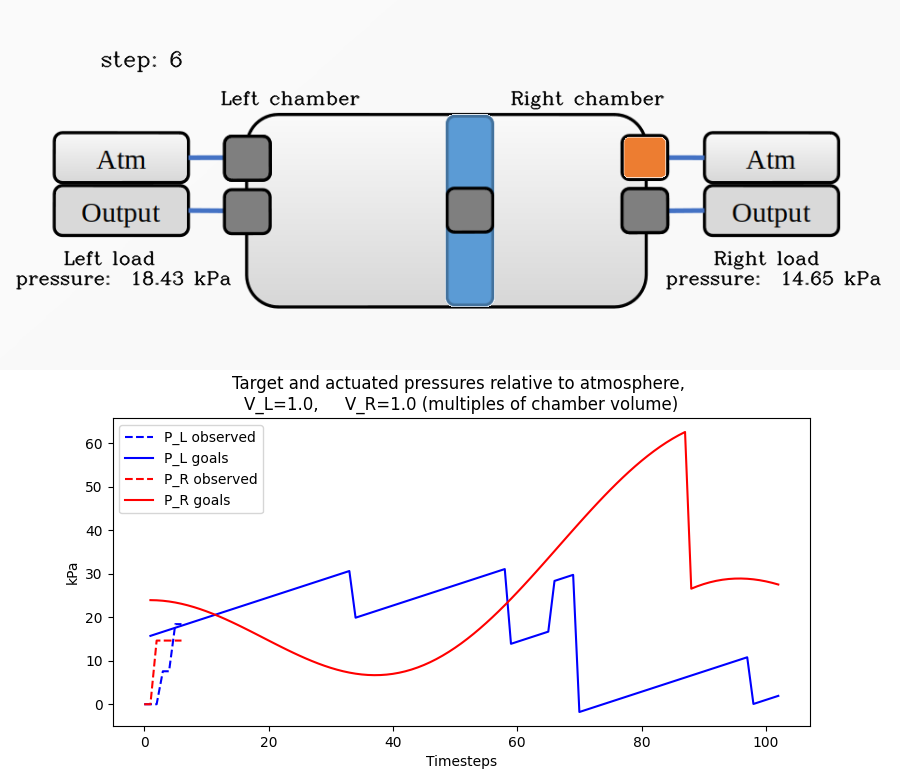 step: 6
Left chamber
Right chamber
Atm
Atm
Output
Output
Left load
pressure: 18.43 kPa
Right load
pressure: 14.65 kPa
Target and actuated pressures relative to atmosphere,
V_L=1.0, V_R=1.0 (multiples of chamber volume)
P_L observed
P_L goals
P_R observed
P_R goals
60
50
40
30
20
10
0
kPa
0 20 40 60 80 100
Timesteps